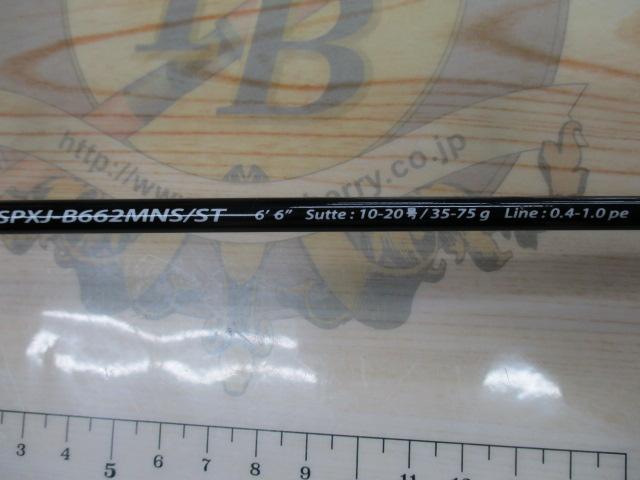 B
http://www.
berry.co.jp
SPXJ-B662MNS/ST 6'6" Sutte : 10-20号 / 35-75 g Line : 0.4-1.0 pe
3 4 5 6 7 8 9 11